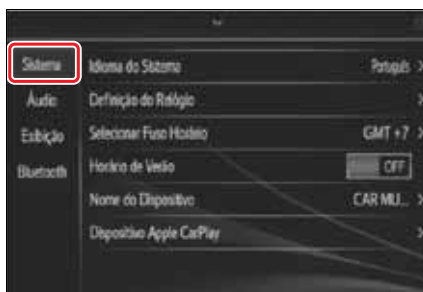 Sistema
Áudio
Exibição
Bluetooth
Idioma do Sistema Português >
Definição do Relógio >
Selecionar Fuso Horário GMT +7 >
Horário de Verão OFF
Nome do Dispositivo CAR MU... >
Dispositivo Apple CarPlay >